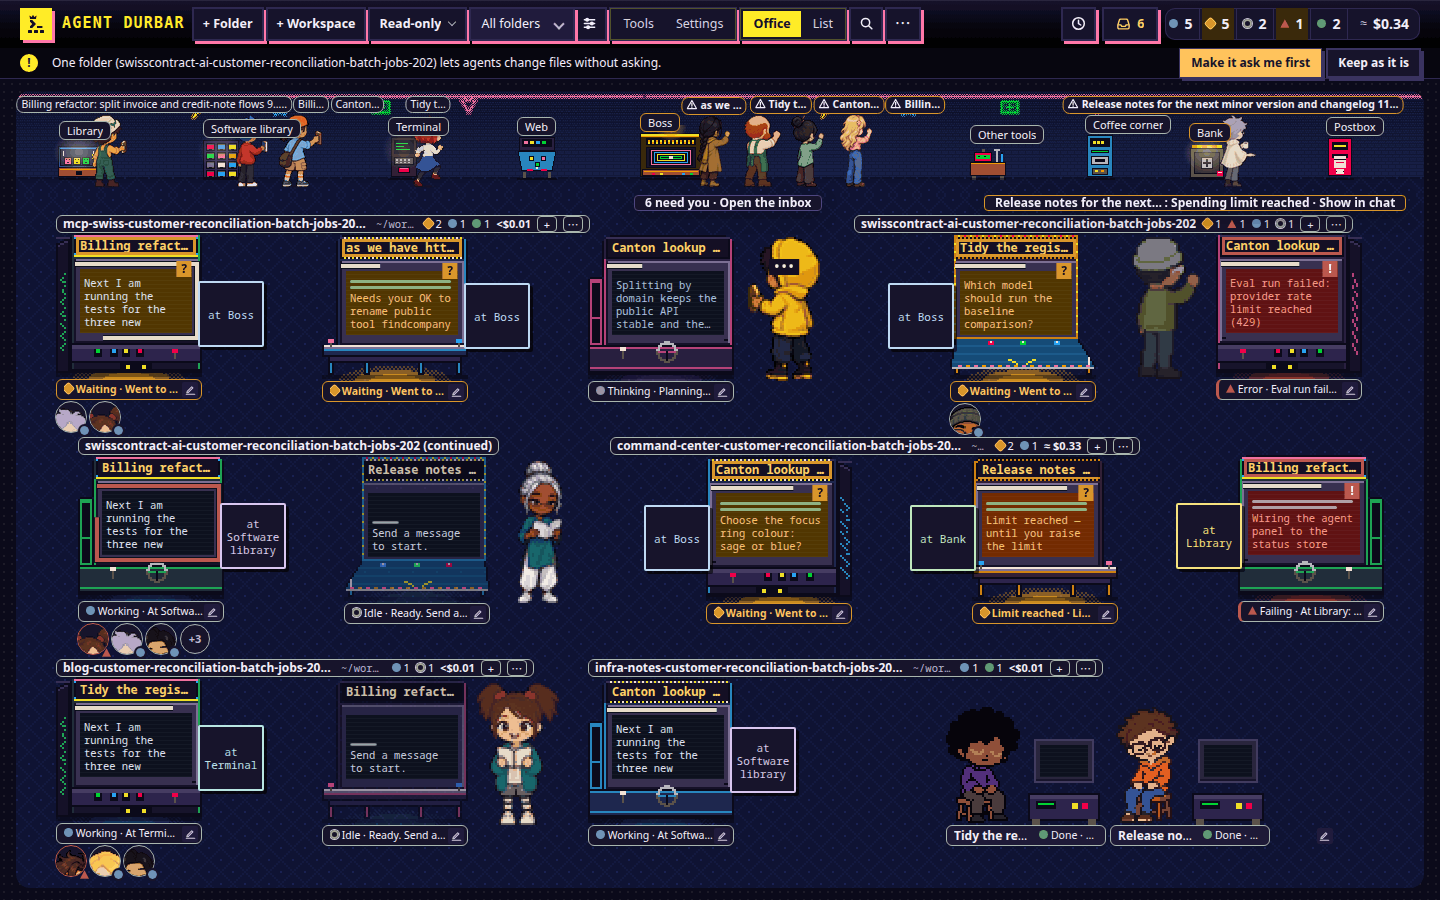 AGENT DURBAR
+ Folder
+ Workspace
Read-only
All folders
Tools
Settings
Office
List
...
6
5
5
2
1
2
≈ $0.34
! One folder (swisscontract-ai-customer-reconciliation-batch-jobs-202) lets agents change files without asking.
Make it ask me first
Keep as it is
Billing refactor: split invoice and credit-note flows 9.....
Billi...
Canton...
Tidy t...
as we ...
Tidy t...
Canton...
Billin...
Release notes for the next minor version and changelog 11...
Library
Software library
Terminal
Web
Boss
Other tools
Coffee corner
Bank
Postbox
6 need you · Open the inbox
Release notes for the next... : Spending limit reached · Show in chat
mcp-swiss-customer-reconciliation-batch-jobs-20... ~/wor... 2 1 1 <$0.01 + ...
swisscontract-ai-customer-reconciliation-batch-jobs-202 1 1 1 1 + ...
Billing refact…
?
Next I am
running the
tests for the
three new
at Boss
Waiting · Went to ...
as we have htt…
?
Needs your OK to
rename public
tool findcompany
at Boss
Waiting · Went to ...
Canton lookup …
Splitting by
domain keeps the
public API
stable and the…
Thinking · Planning...
at Boss
Tidy the regis…
?
Which model
should run the
baseline
comparison?
Waiting · Went to ...
Canton lookup …
!
Eval run failed:
provider rate
limit reached
(429)
Error · Eval run fail...
swisscontract-ai-customer-reconciliation-batch-jobs-202 (continued)
command-center-customer-reconciliation-batch-jobs-20... ~... 2 1 ≈ $0.33 + ...
Billing refact…
Next I am
running the
tests for the
three new
at
Software
library
Working · At Softwa...
+3
Release notes …
Send a message
to start.
Idle · Ready. Send a...
at Boss
Canton lookup …
?
Choose the focus
ring colour:
sage or blue?
Waiting · Went to ...
at Bank
Release notes …
?
Limit reached —
until you raise
the limit
Limit reached · Li...
at
Library
Billing refact…
!
Wiring the agent
panel to the
status store
Failing · At Library: ...
blog-customer-reconciliation-batch-jobs-20... ~/wor... 1 1 <$0.01 + ...
infra-notes-customer-reconciliation-batch-jobs-20... ~/wor... 1 1 <$0.01 + ...
Tidy the regis…
Next I am
running the
tests for the
three new
at
Terminal
Working · At Termi...
Billing refact…
Send a message
to start.
Idle · Ready. Send a...
Canton lookup …
Next I am
running the
tests for the
three new
at
Software
library
Working · At Softwa...
Tidy the re... Done · ...
Release no... Done · ...